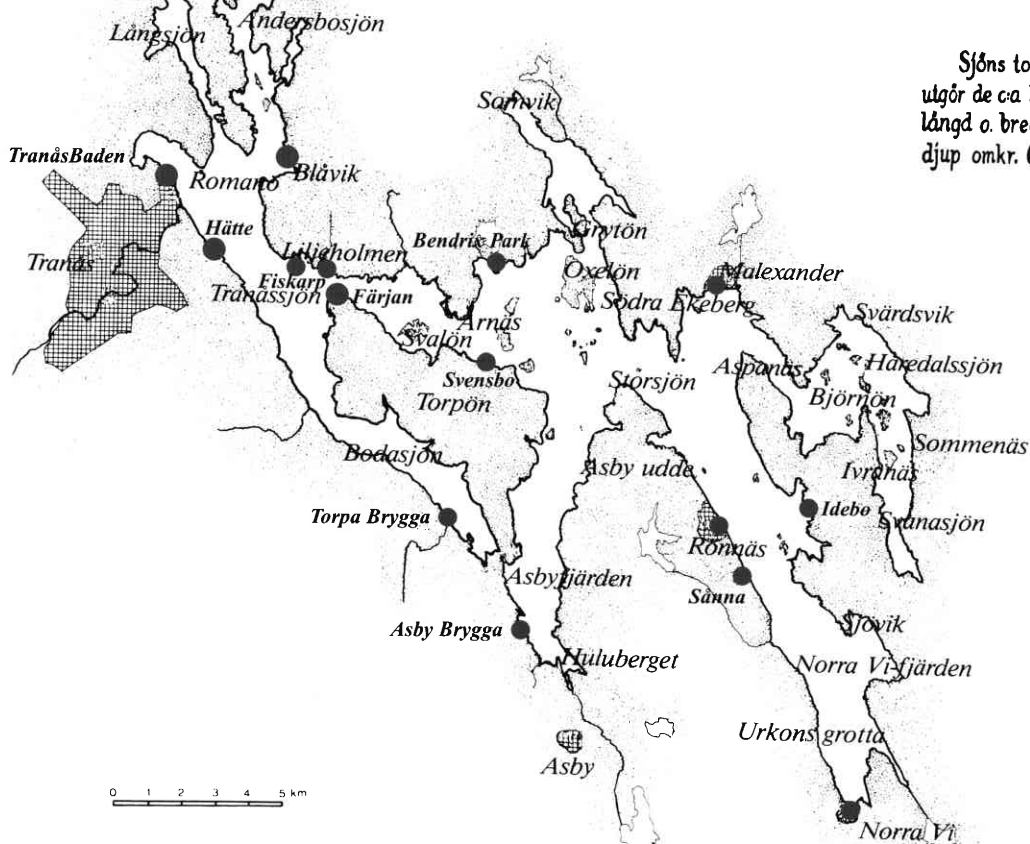 Långsjön
Andersbosjön
Sjöns to
utgör de c:a
längd o. bre
djup omkr.
Somvik
TranåsBaden
Romanö
Blåvik
Hätte
Bendrix Park
Grytön
Liljeholmen
Fiskarp
Oxelön
Malexander
Tranås
Tranåssjön
Färjan
Södra Ekeberg
Arnäs
Svärdsvik
Svalön
Svensbo
Storsjön
Aspanäs
Häredalssjön
Torpön
Björnön
Bodasjön
Asby udde
Sommenäs
Ivranäs
Torpa Brygga
Idebo
Svanasjön
Rönnäs
Asbyfjärden
Sånna
Asby Brygga
Sjövik
Huluberget
Norra Vi-fjärden
Urkons grotta
Asby
0 1 2 3 4 5 km
Norra Vi